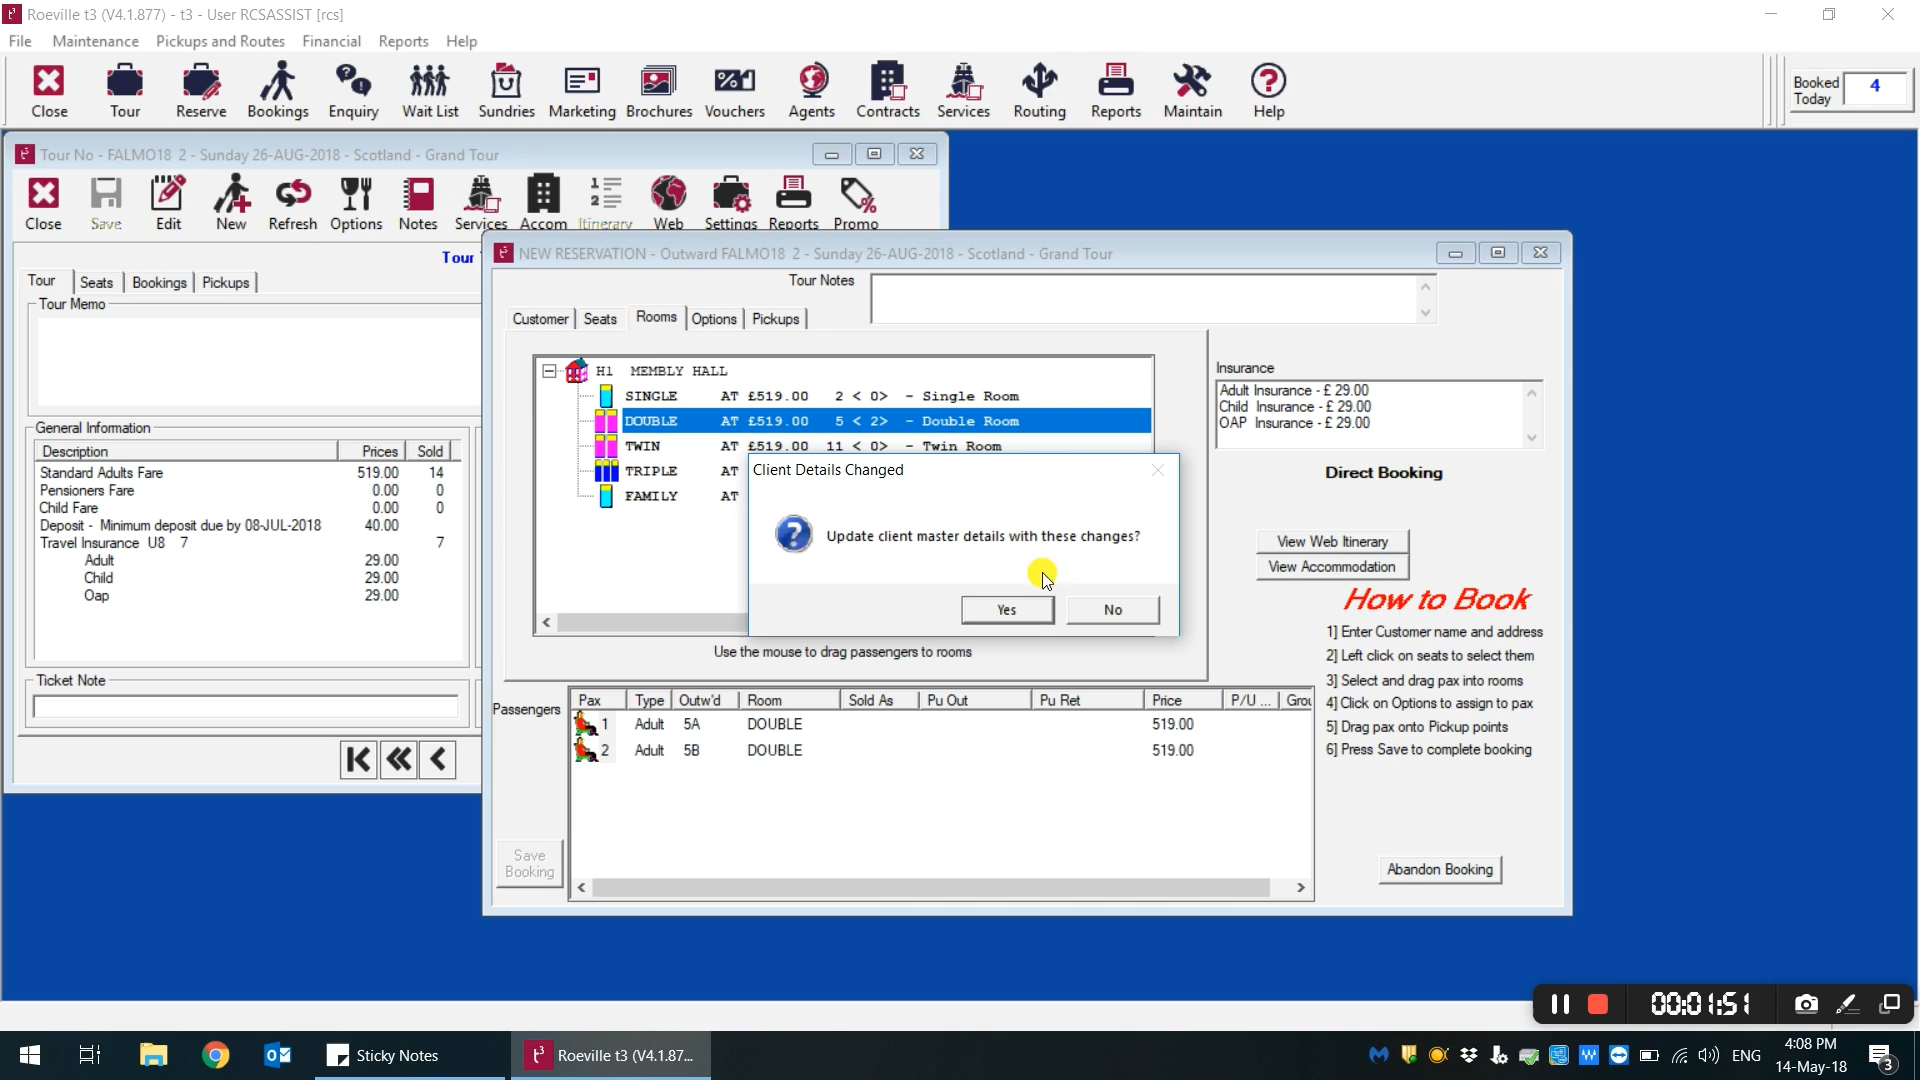 Roeville t3 (V4.1.877) - t3 - User RCSASSIST [rcs]
File Maintenance Pickups and Routes Financial Reports Help
Close Tour Reserve Bookings Enquiry Wait List Sundries Marketing Brochures Vouchers Agents Contracts Services Routing Reports Maintain Help
Booked Today 4
Tour No - FALMO18 2 - Sunday 26-AUG-2018 - Scotland - Grand Tour
Close Save Edit New Refresh Options Notes Services Accom Itinerary Web Settings Reports Promo
Tour
Tour Seats Bookings Pickups
Tour Memo
General Information
Description Prices Sold
Standard Adults Fare 519.00 14
Pensioners Fare 0.00 0
Child Fare 0.00 0
Deposit - Minimum deposit due by 08-JUL-2018 40.00
Travel Insurance U8 7 7
Adult 29.00
Child 29.00
Oap 29.00
Ticket Note
NEW RESERVATION - Outward FALMO18 2 - Sunday 26-AUG-2018 - Scotland - Grand Tour
Tour Notes
Customer Seats Rooms Options Pickups
H1 MEMBLY HALL
SINGLE AT £519.00 2 < 0> - Single Room
DOUBLE AT £519.00 5 < 2> - Double Room
TWIN AT £519.00 11 < 0> - Twin Room
TRIPLE AT
FAMILY AT
Client Details Changed
Update client master details with these changes?
Yes No
Use the mouse to drag passengers to rooms
Insurance
Adult Insurance - £ 29.00
Child Insurance - £ 29.00
OAP Insurance - £ 29.00
Direct Booking
View Web Itinerary
View Accommodation
How to Book
1] Enter Customer name and address
2] Left click on seats to select them
3] Select and drag pax into rooms
4] Click on Options to assign to pax
5] Drag pax onto Pickup points
6] Press Save to complete booking
Passengers
Pax Type Outw'd Room Sold As Pu Out Pu Ret Price P/U ... Grou
1 Adult 5A DOUBLE 519.00
2 Adult 5B DOUBLE 519.00
Save Booking
Abandon Booking
00:01:51
Sticky Notes
Roeville t3 (V4.1.87...
ENG
4:08 PM
14-May-18
3